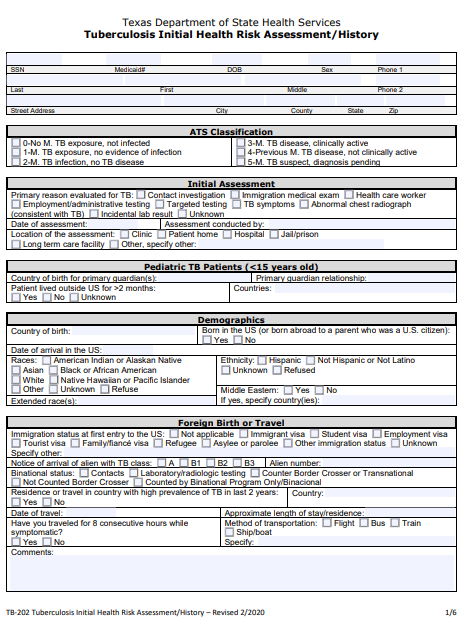 Texas Department of State Health Services
Tuberculosis Initial Health Risk Assessment/History
SSN Medicaid# DOB Sex Phone 1
Last First Middle Phone 2
Street Address City County State Zip
ATS Classification
0-No M. TB exposure, not infected 3-M. TB disease, clinically active
1-M. TB exposure, no evidence of infection 4-Previous M. TB disease, not clinically active
2-M. TB infection, no TB disease 5-M. TB suspect, diagnosis pending
Initial Assessment
Primary reason evaluated for TB: Contact investigation Immigration medical exam Health care worker
Employment/administrative testing Targeted testing TB symptoms Abnormal chest radiograph
(consistent with TB) Incidental lab result Unknown
Date of assessment: Assessment conducted by:
Location of the assessment: Clinic Patient home Hospital Jail/prison
Long term care facility Other, specify other:
Pediatric TB Patients (<15 years old)
Country of birth for primary guardian(s): Primary guardian relationship:
Patient lived outside US for >2 months: Countries:
Yes No Unknown
Demographics
Country of birth: Born in the US (or born abroad to a parent who was a U.S. citizen):
Yes No
Date of arrival in the US:
Races: American Indian or Alaskan Native Ethnicity: Hispanic Not Hispanic or Not Latino
Asian Black or African American Unknown Refused
White Native Hawaiian or Pacific Islander
Other Unknown Refuse Middle Eastern: Yes No
Extended race(s): If yes, specify country(ies):
Foreign Birth or Travel
Immigration status at first entry to the US: Not applicable Immigrant visa Student visa Employment visa
Tourist visa Family/fiancé visa Refugee Asylee or parolee Other immigration status Unknown
Specify other:
Notice of arrival of alien with TB class: A B1 B2 B3 Alien number:
Binational status: Contacts Laboratory/radiologic testing Counter Border Crosser or Transnational
Not Counted Border Crosser Counted by Binational Program Only/Binacional
Residence or travel in country with high prevalence of TB in last 2 years: Country:
Yes No
Date of travel: Approximate length of stay/residence:
Have you traveled for 8 consecutive hours while Method of transportation: Flight Bus Train
symptomatic? Ship/boat
Yes No Specify:
Comments:
TB-202 Tuberculosis Initial Health Risk Assessment/History – Revised 2/2020 1/6